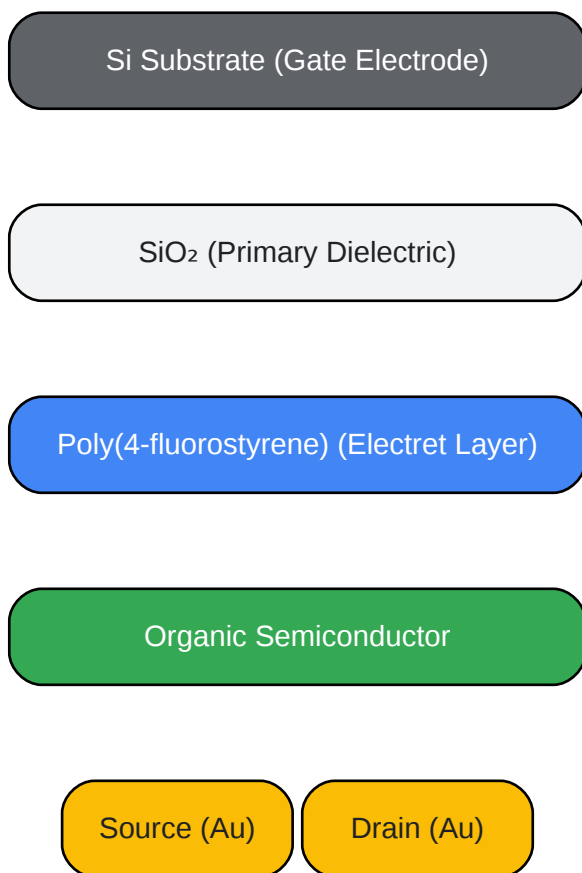 Si Substrate (Gate Electrode)
SiO₂ (Primary Dielectric)
Poly(4-fluorostyrene) (Electret Layer)
Organic Semiconductor
Source (Au)
Drain (Au)